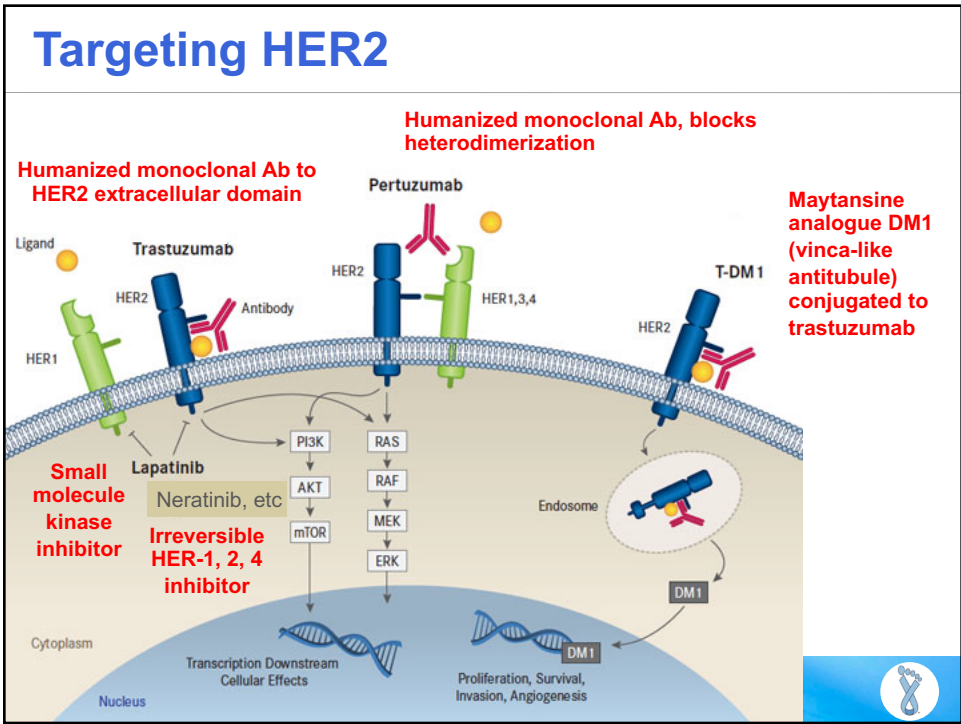 Targeting HER2
Humanized monoclonal Ab, blocks
heterodimerization
Humanized monoclonal Ab to
HER2 extracellular domain
Pertuzumab
Maytansine
analogue DM1
(vinca-like
antitubule)
conjugated to
trastuzumab
Ligand
Trastuzumab
HER2
T-DM1
HER2
Antibody
HER1,3,4
HER2
HER1
PI3K
RAS
Small
molecule
kinase
inhibitor
Lapatinib
AKT
RAF
Neratinib, etc
Endosome
mTOR
MEK
Irreversible
HER-1, 2, 4
inhibitor
ERK
DM1
Cytoplasm
DM1
Transcription Downstream
Cellular Effects
Proliferation, Survival,
Invasion, Angiogenesis
Nucleus